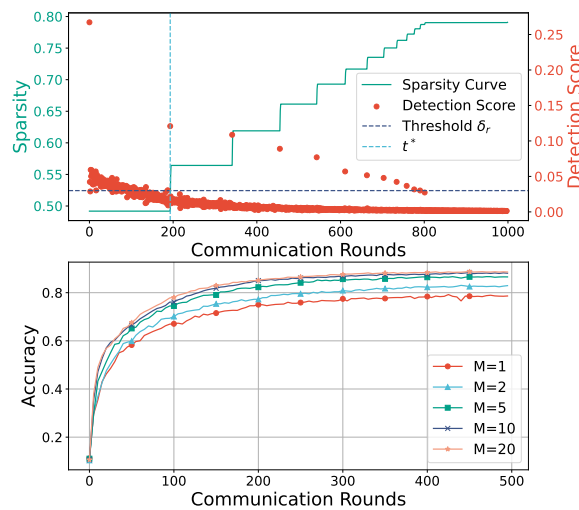 0.80
0.75
0.70
0.65
0.60
0.55
0.50
Sparsity
0.25
0.20
0.15
0.10
0.05
0.00
Detection Score
Sparsity Curve
Detection Score
Threshold δr
t*
0 200 400 600 800 1000
Communication Rounds
0.8
0.6
0.4
0.2
Accuracy
M=1
M=2
M=5
M=10
M=20
0 100 200 300 400 500
Communication Rounds